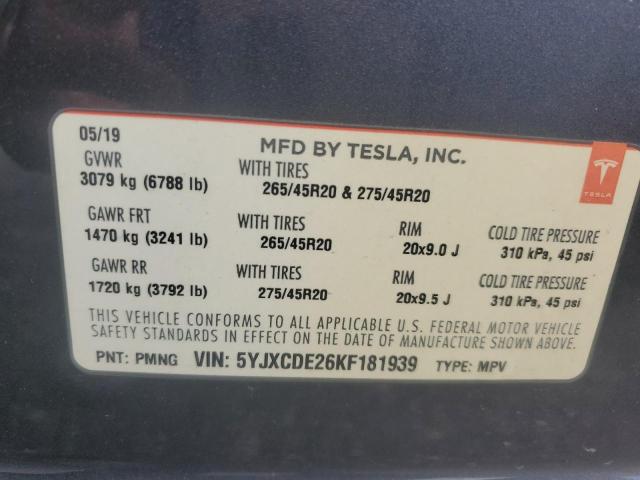 05/19
MFD BY TESLA, INC.
TESLA
GVWR
3079 kg (6788 lb)
WITH TIRES
265/45R20 & 275/45R20
GAWR FRT
1470 kg (3241 lb)
WITH TIRES
265/45R20
RIM
20x9.0 J
COLD TIRE PRESSURE
310 kPa, 45 psi
GAWR RR
1720 kg (3792 lb)
WITH TIRES
275/45R20
RIM
20x9.5 J
COLD TIRE PRESSURE
310 kPa, 45 psi
THIS VEHICLE CONFORMS TO ALL APPLICABLE U.S. FEDERAL MOTOR VEHICLE
SAFETY STANDARDS IN EFFECT ON THE DATE OF MANUFACTURE SHOWN ABOVE.
PNT: PMNG VIN: 5YJXCDE26KF181939 TYPE: MPV